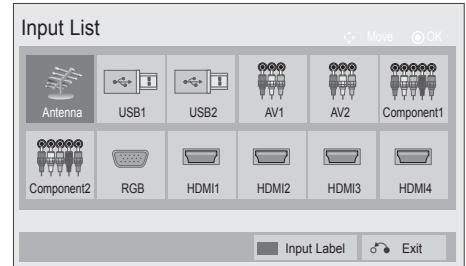 Input List
Move OK
Antenna USB1 USB2 AV1 AV2 Component1
Component2 RGB HDMI1 HDMI2 HDMI3 HDMI4
Input Label Exit